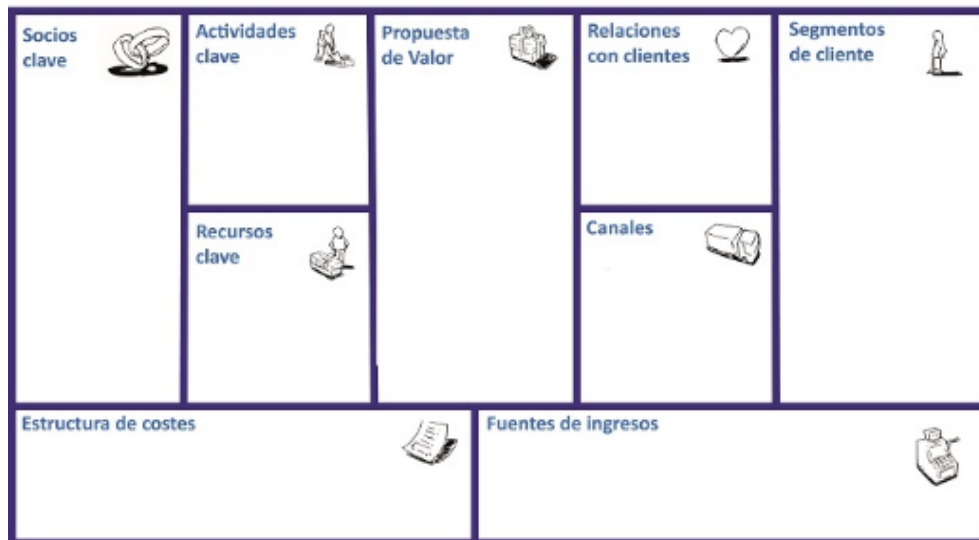 Socios
clave
Actividades
clave
Propuesta
de Valor
Relaciones
con clientes
Segmentos
de cliente
Recursos
clave
Canales
Estructura de costes
Fuentes de ingresos